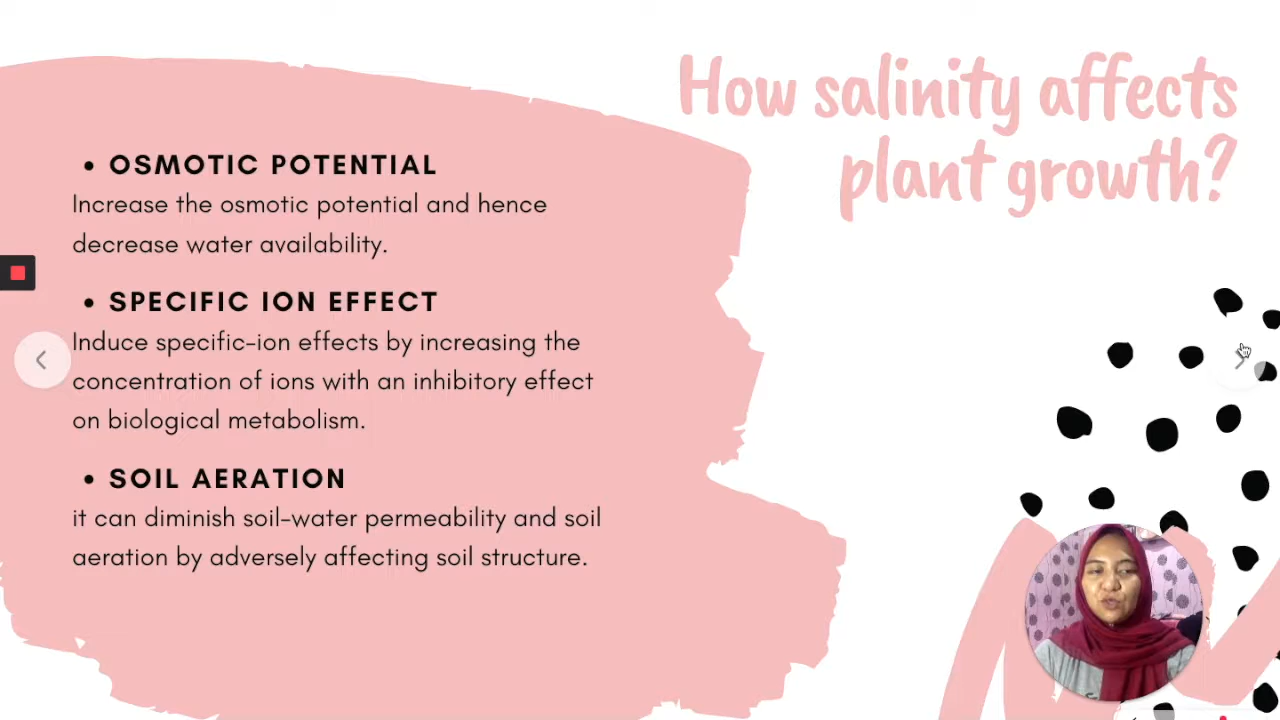 How salinity affects
plant growth?
• OSMOTIC POTENTIAL
Increase the osmotic potential and hence
decrease water availability.
• SPECIFIC ION EFFECT
Induce specific-ion effects by increasing the
concentration of ions with an inhibitory effect
on biological metabolism.
• SOIL AERATION
it can diminish soil-water permeability and soil
aeration by adversely affecting soil structure.